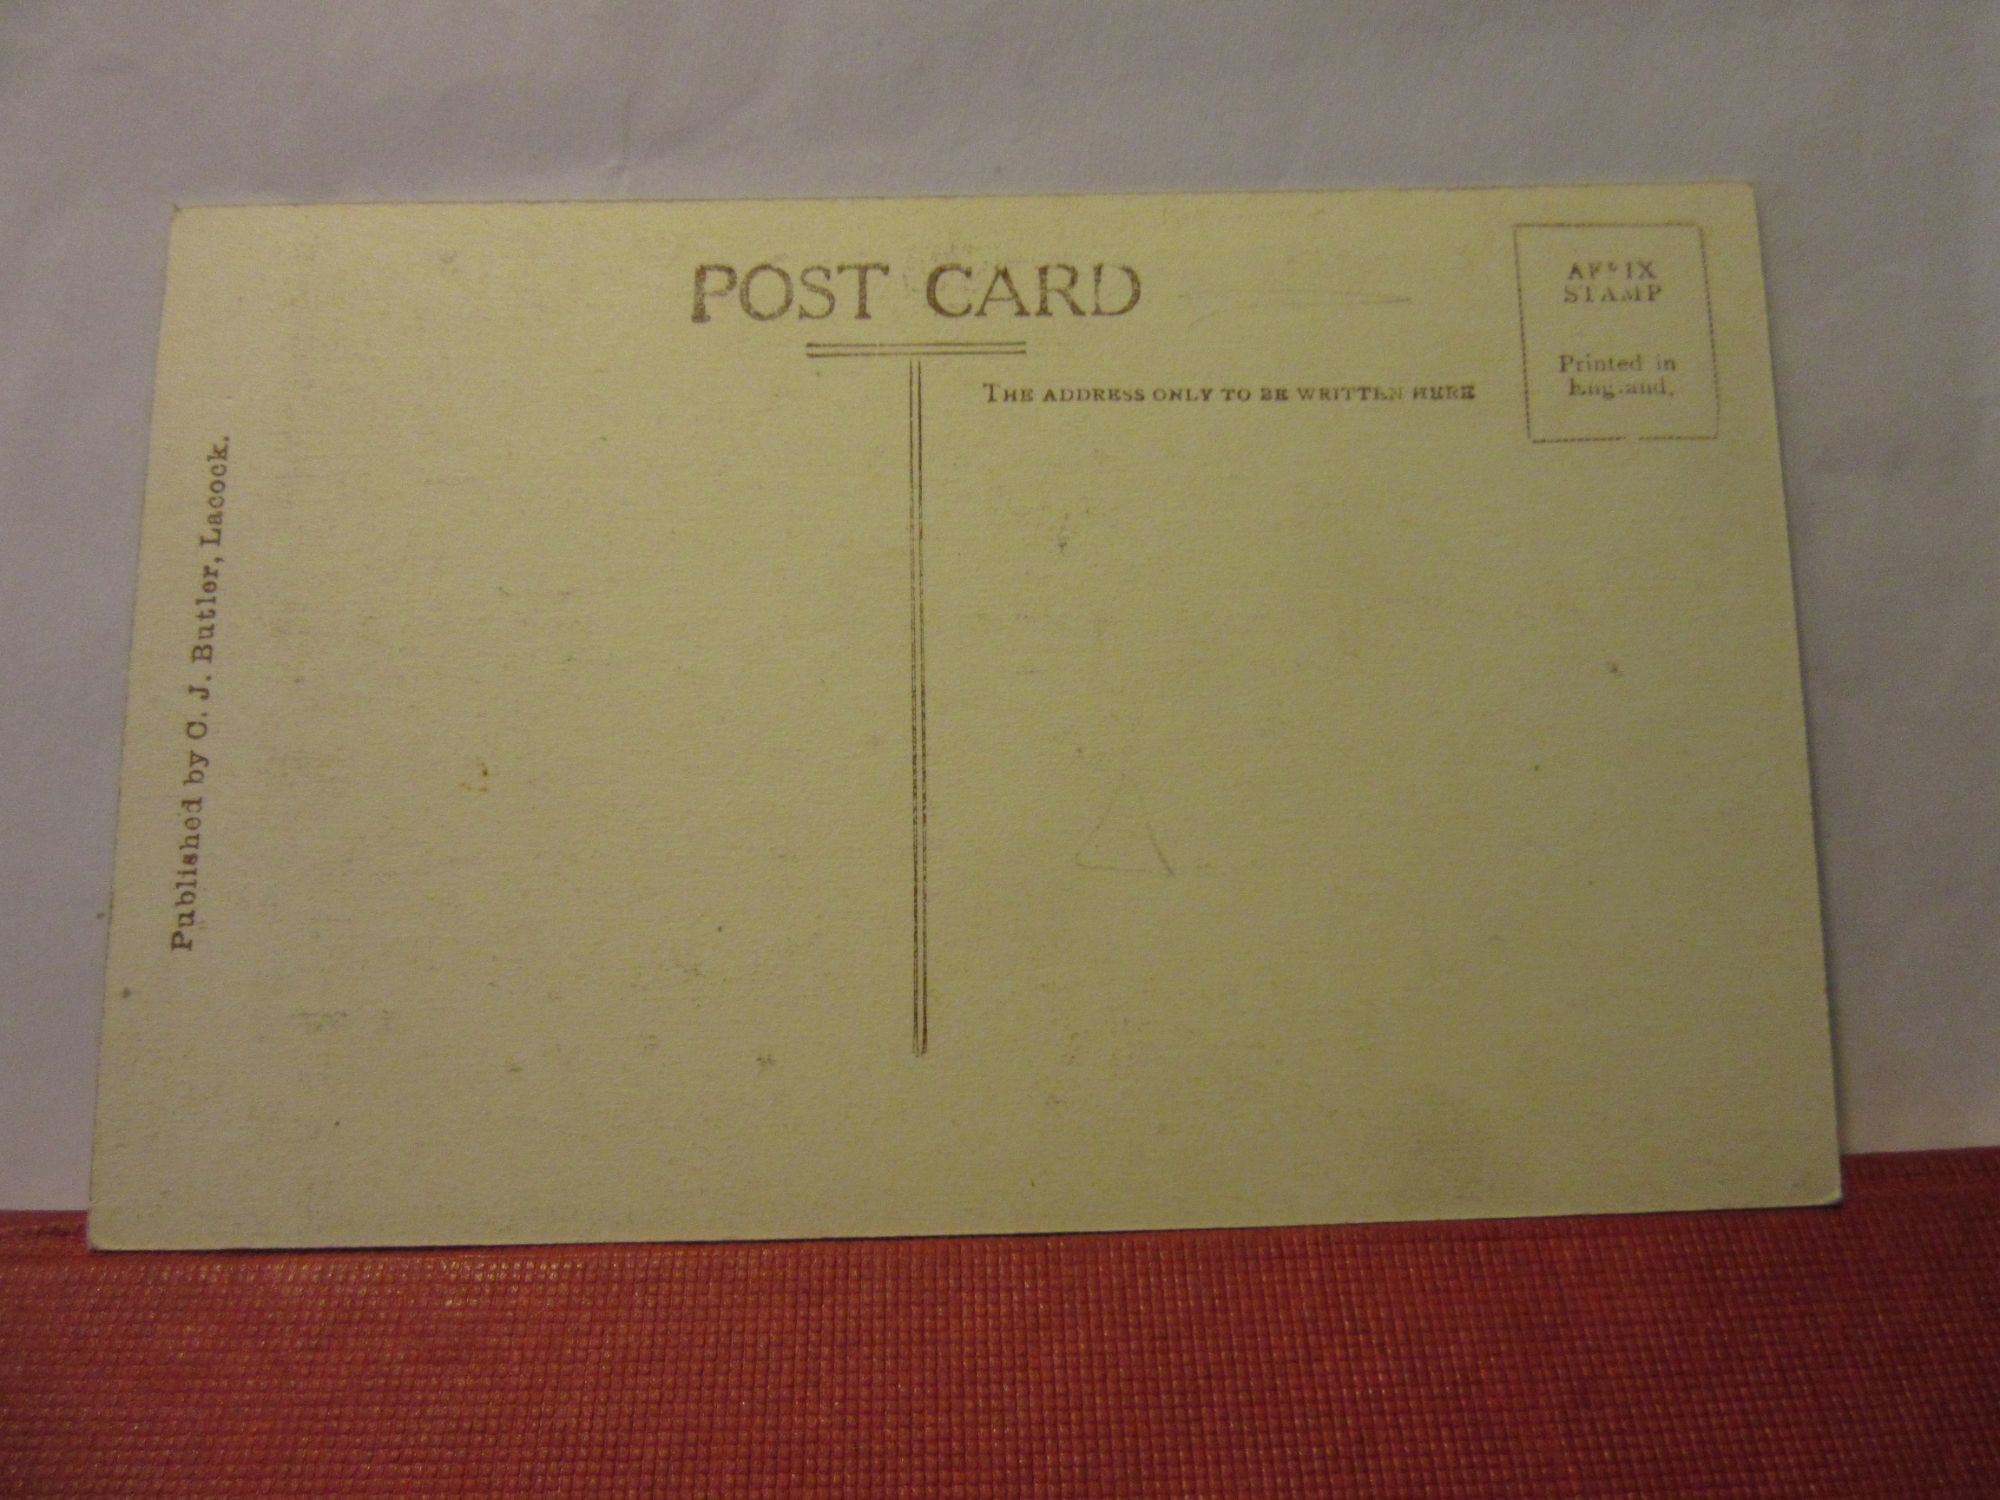 POST CARD
AFFIX
STAMP
Printed in
England.
THE ADDRESS ONLY TO BE WRITTEN HERE
Published by C. J. Butler, Lacock.